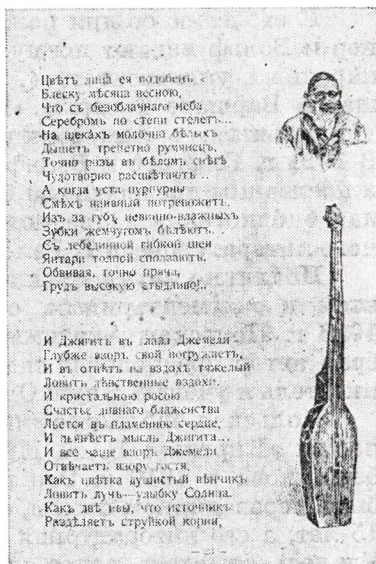 Цвѣтъ лица ея подобенъ
Блеску мѣсяца весною,
Что съ безоблачнаго неба
Серебромъ по степи стелетъ...
На щекахъ молочно бѣлыхъ
Дышетъ трепетно румянецъ,
Точно розы въ бѣломъ снѣгѣ
Чудотворно расцвѣтаютъ..
А когда уста пурпурны
Смѣхъ наивный потревожитъ,
Изъ за губъ невинно-влажныхъ
Зубки жемчугомъ бѣлѣютъ.
Съ лебединной гибкой шеи
Янтари толпой сползаютъ.
Обвивая, точно пряча,
Грудь высокую стыдливо!..
И Джигитъ въ глаза Джемели
Глубже взоръ свой погружаетъ,
И въ отвѣтъ на вздохъ тяжелый
Ловитъ дѣвственные вздохи.
И кристальною росою
Счастье дивнаго блаженства
Льется въ пламенное сердце,
И пьянѣетъ мысль Джигита...
И все чаще взоръ Джемели
Отвѣчаетъ взору гостя,
Какъ цвѣтка душистый вѣнчикъ
Ловитъ лучъ—улыбку Солнца.
Какъ двѣ ивы, что источникъ
Раздѣляетъ струйкой корни,